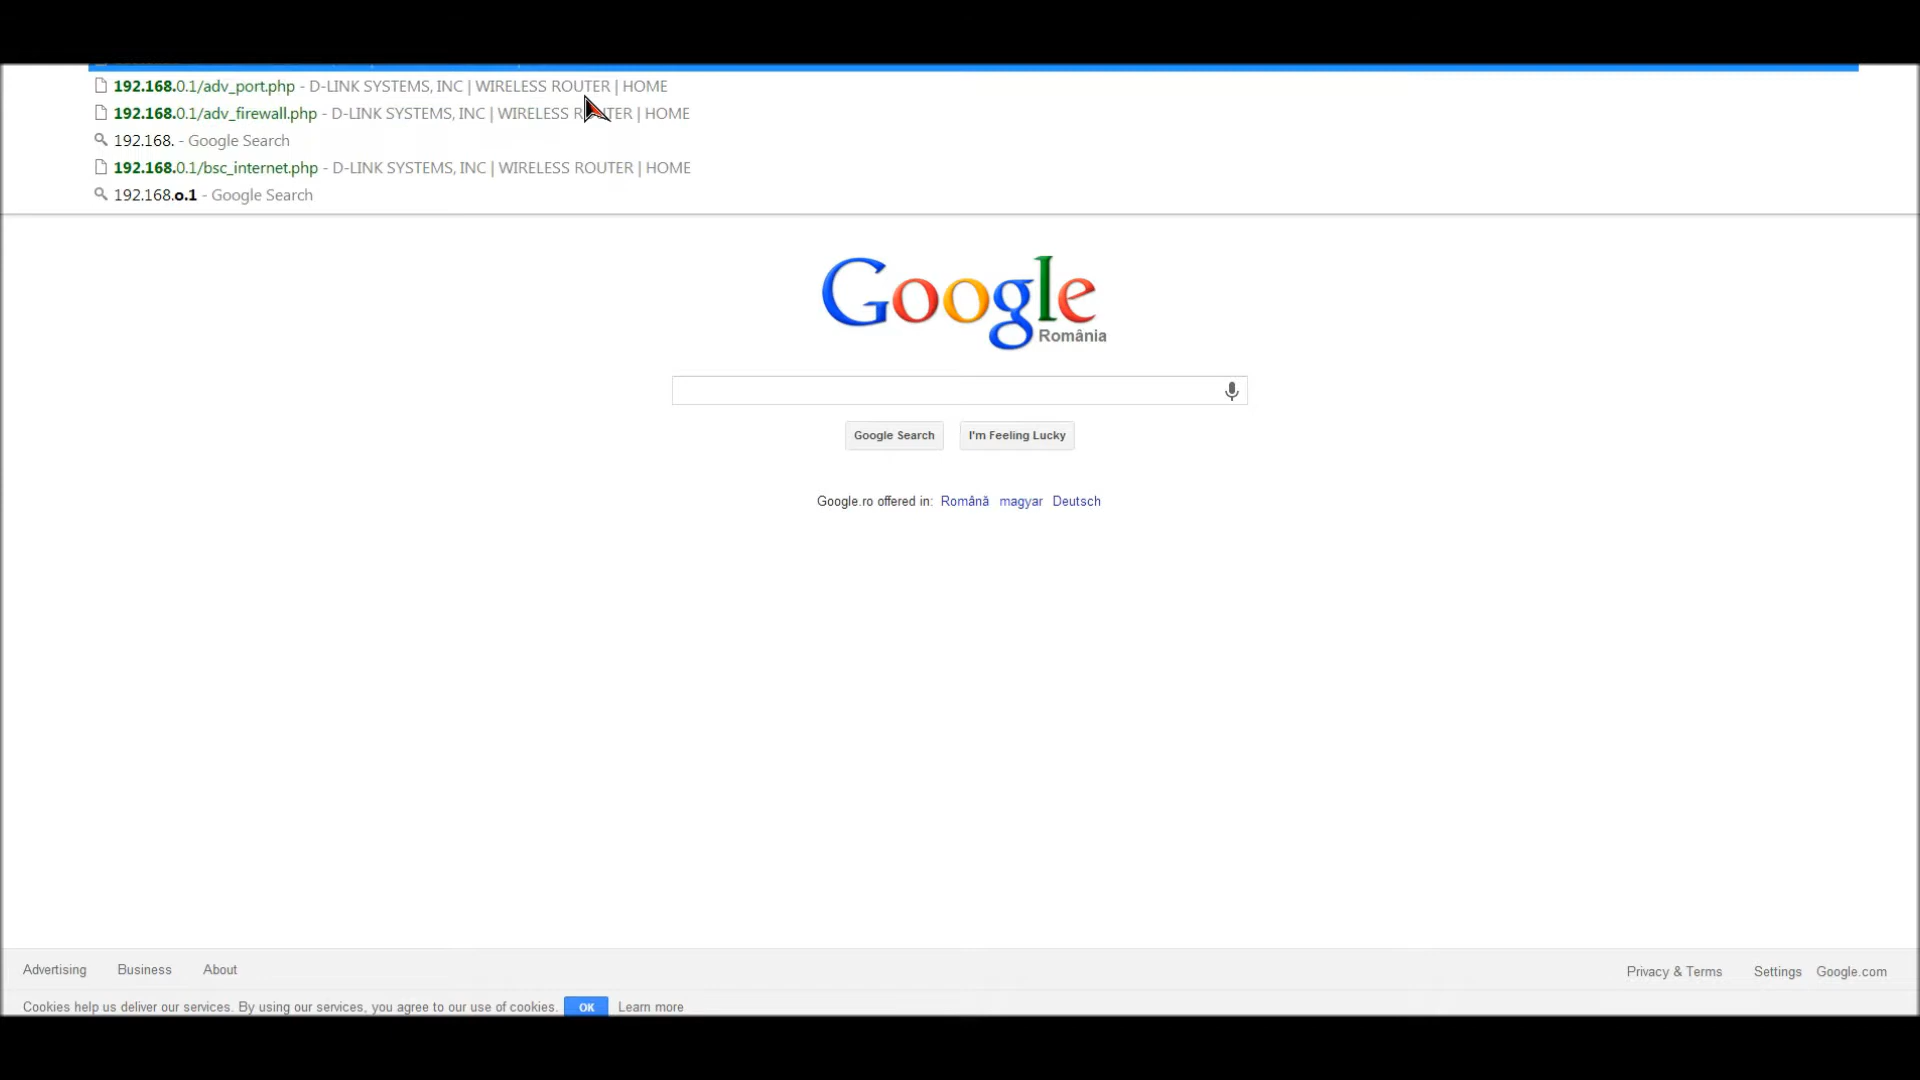 192.168.0.1/adv_port.php - D-LINK SYSTEMS, INC | WIRELESS ROUTER | HOME
192.168.0.1/adv_firewall.php - D-LINK SYSTEMS, INC | WIRELESS ROUTER | HOME
192.168. - Google Search
192.168.0.1/bsc_internet.php - D-LINK SYSTEMS, INC | WIRELESS ROUTER | HOME
192.168.o.1 - Google Search
Google
România
Google Search I'm Feeling Lucky
Google.ro offered in: Română magyar Deutsch
Advertising Business About Privacy & Terms Settings Google.com
Cookies help us deliver our services. By using our services, you agree to our use of cookies. OK Learn more